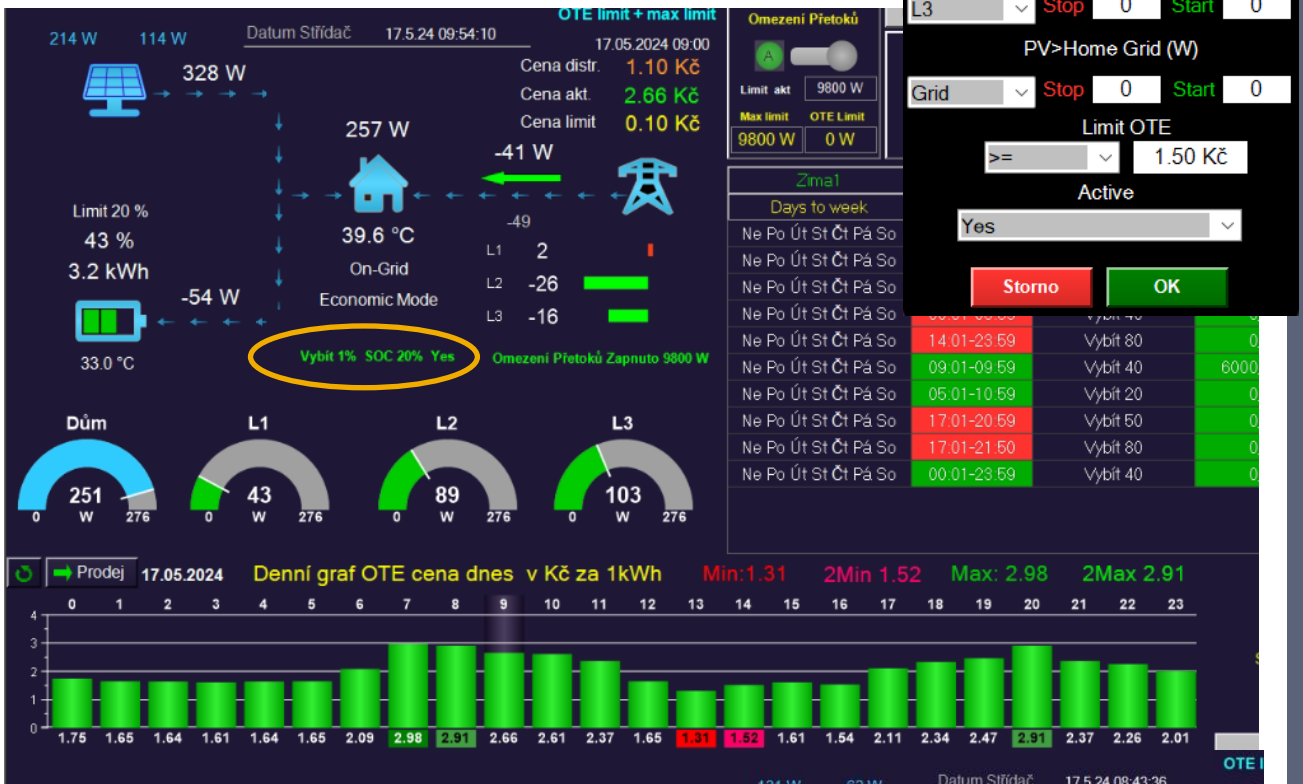 OTE limit + max limit
214 W 114 W Datum Střídač 17.5.24 09:54:10
17.05.2024 09:00
328 W
Cena distr. 1.10 Kč
Cena akt. 2.66 Kč
Cena limit 0.10 Kč
257 W
-41 W
Limit 20 %
43 %
3.2 kWh
-54 W
33.0 °C
39.6 °C
On-Grid
Economic Mode
-49
L1 2
L2 -26
L3 -16
Vybít 1% SOC 20% Yes
Omezení Přetoků Zapnuto 9800 W
Omezení Přetoků
A
Limit akt 9800 W
Max limit OTE Limit
9800 W 0 W
L3 Stop 0 Start 0
PV>Home Grid (W)
Grid Stop 0 Start 0
Limit OTE
>= 1.50 Kč
Active
Yes
Storno OK
Zima1
Days to week
Ne Po Út St Čt Pá So
Ne Po Út St Čt Pá So
Ne Po Út St Čt Pá So
Ne Po Út St Čt Pá So
Ne Po Út St Čt Pá So 14:01-23:59 Vybít 80 0
Ne Po Út St Čt Pá So 09:01-09:59 Vybít 40 6000
Ne Po Út St Čt Pá So 05:01-10:59 Vybít 20 0
Ne Po Út St Čt Pá So 17:01-20:59 Vybít 50 0
Ne Po Út St Čt Pá So 17:01-21:50 Vybít 80 0
Ne Po Út St Čt Pá So 00:01-23:59 Vybít 40 0
Dům L1 L2 L3
251 43 89 103
0 W 276 0 W 276 0 W 276 0 W 276
Prodej 17.05.2024 Denní graf OTE cena dnes v Kč za 1kWh Min:1.31 2Min 1.52 Max: 2.98 2Max 2.91
0 1 2 3 4 5 6 7 8 9 10 11 12 13 14 15 16 17 18 19 20 21 22 23
4
3
2
1
0
1.75 1.65 1.64 1.61 1.64 1.65 2.09 2.98 2.91 2.66 2.61 2.37 1.65 1.31 1.52 1.61 1.54 2.11 2.34 2.47 2.91 2.37 2.26 2.01
OTE
Datum Střídač 17.5.24 08:43:36